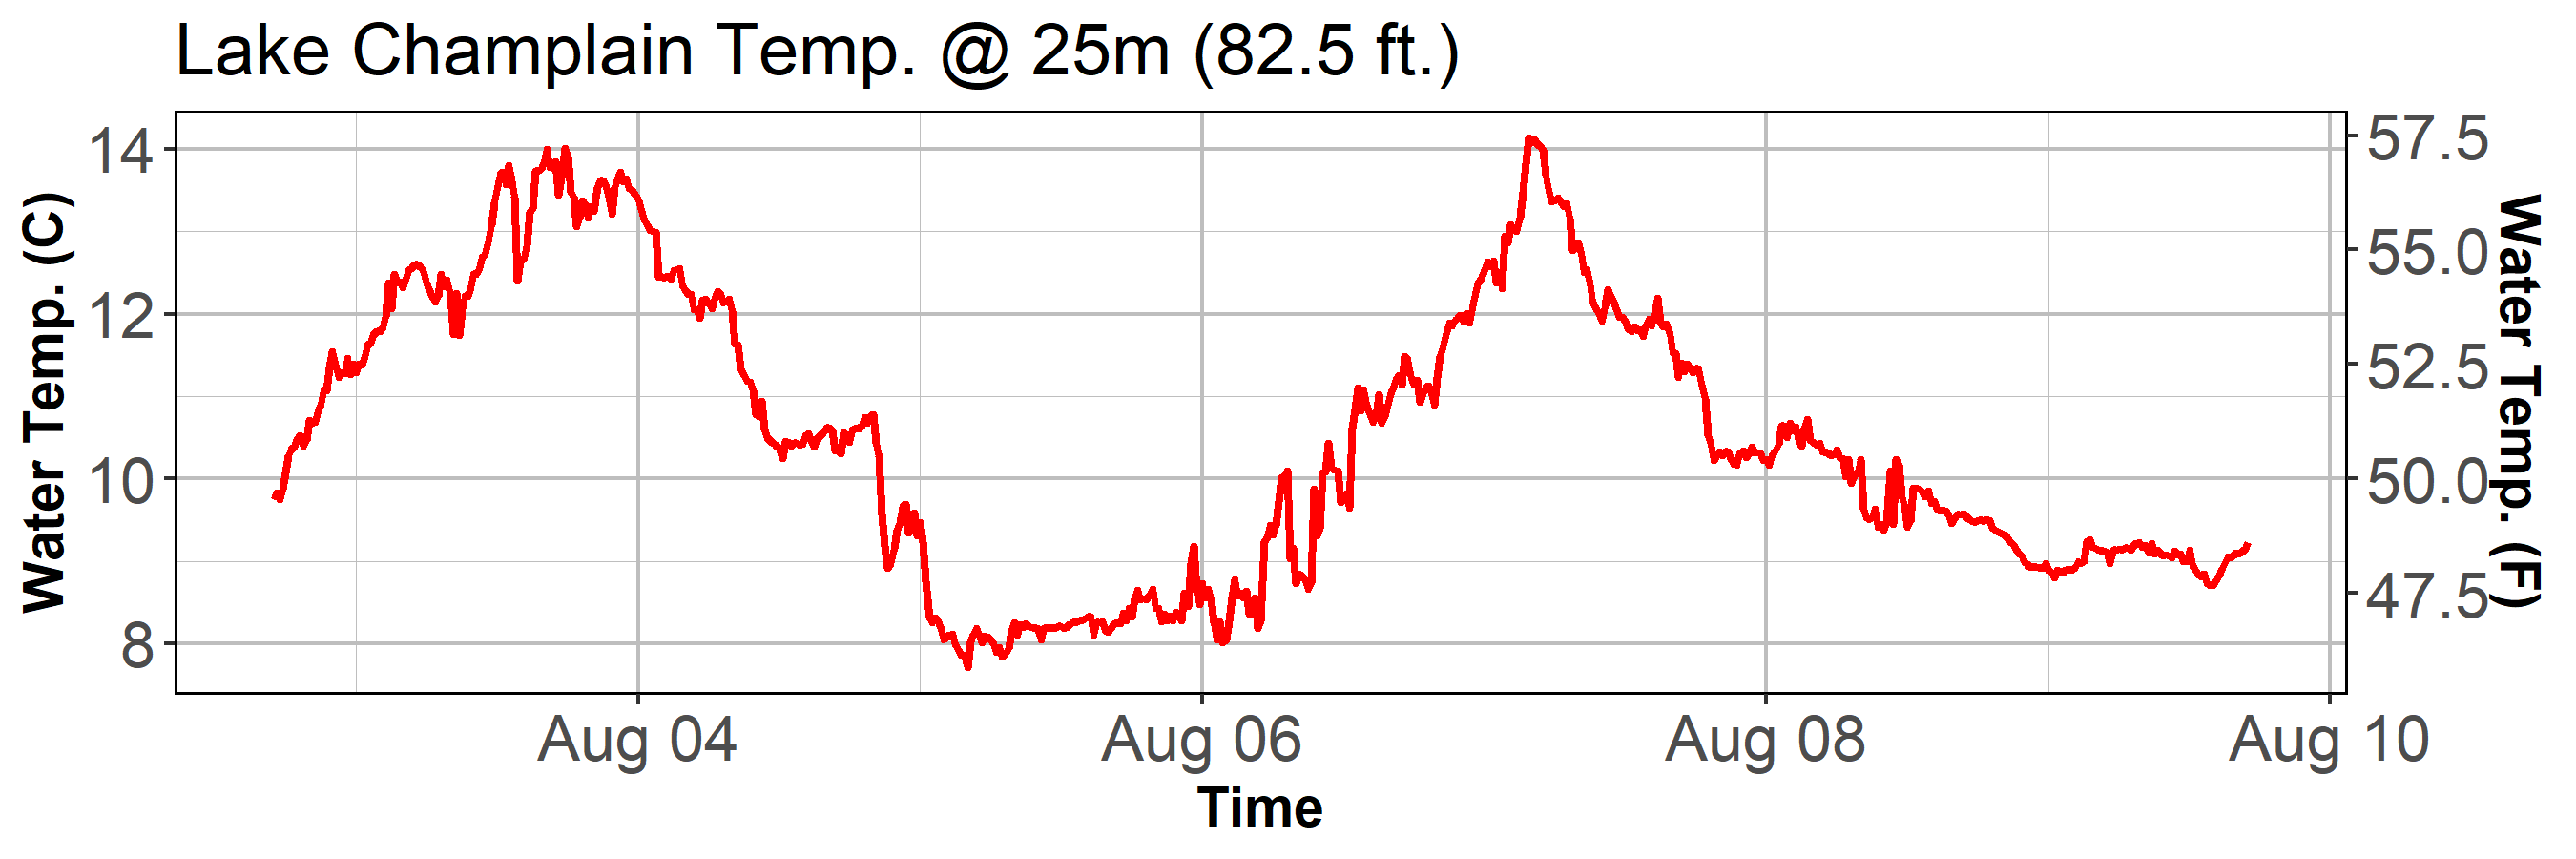 Lake Champlain Temp. @ 25m (82.5 ft.)
Water Temp. (C)
14
12
10
8
57.5
55.0
52.5
50.0
47.5
Water Temp. (F)
Aug 04 Aug 06 Aug 08 Aug 10
Time